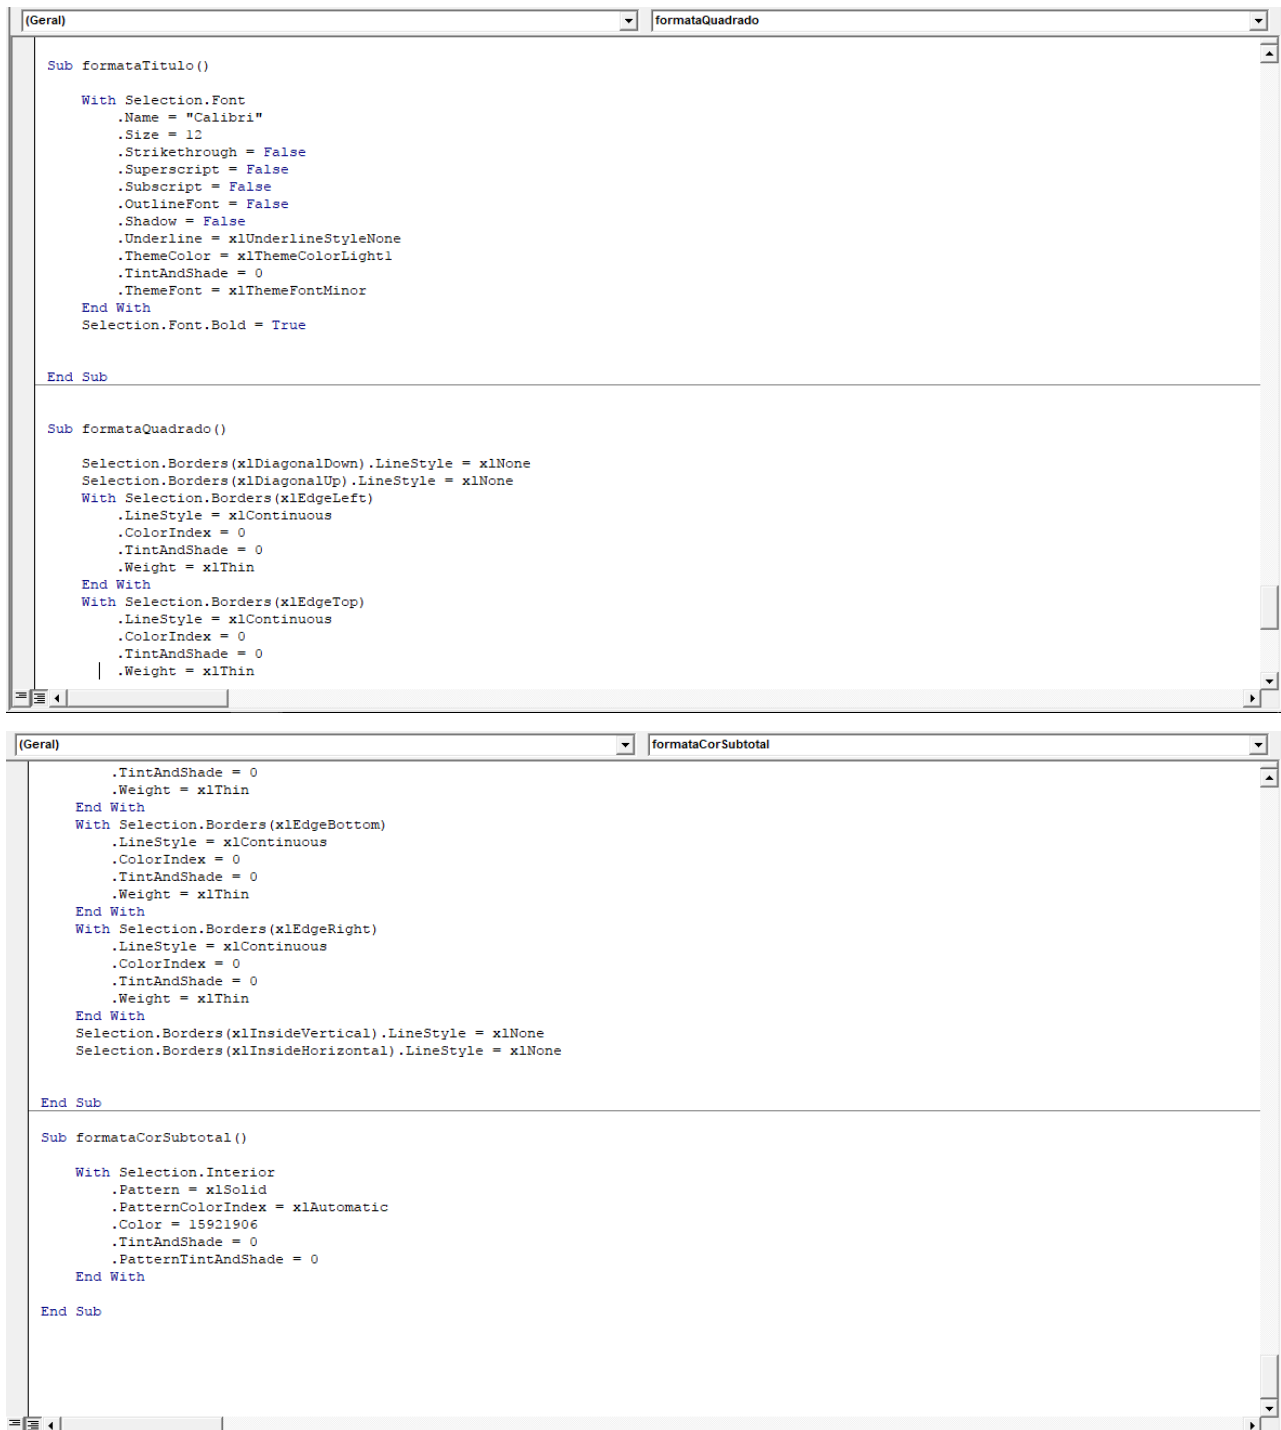 (Geral) formataQuadrado
Sub formataTitulo()
With Selection.Font
.Name = "Calibri"
.Size = 12
.Strikethrough = False
.Superscript = False
.Subscript = False
.OutlineFont = False
.Shadow = False
.Underline = xlUnderlineStyleNone
.ThemeColor = xlThemeColorLight1
.TintAndShade = 0
.ThemeFont = xlThemeFontMinor
End With
Selection.Font.Bold = True
End Sub
Sub formataQuadrado()
Selection.Borders(xlDiagonalDown).LineStyle = xlNone
Selection.Borders(xlDiagonalUp).LineStyle = xlNone
With Selection.Borders(xlEdgeLeft)
.LineStyle = xlContinuous
.ColorIndex = 0
.TintAndShade = 0
.Weight = xlThin
End With
With Selection.Borders(xlEdgeTop)
.LineStyle = xlContinuous
.ColorIndex = 0
.TintAndShade = 0
.Weight = xlThin
(Geral) formataCorSubtotal
.TintAndShade = 0
.Weight = xlThin
End With
With Selection.Borders(xlEdgeBottom)
.LineStyle = xlContinuous
.ColorIndex = 0
.TintAndShade = 0
.Weight = xlThin
End With
With Selection.Borders(xlEdgeRight)
.LineStyle = xlContinuous
.ColorIndex = 0
.TintAndShade = 0
.Weight = xlThin
End With
Selection.Borders(xlInsideVertical).LineStyle = xlNone
Selection.Borders(xlInsideHorizontal).LineStyle = xlNone
End Sub
Sub formataCorSubtotal()
With Selection.Interior
.Pattern = xlSolid
.PatternColorIndex = xlAutomatic
.Color = 15921906
.TintAndShade = 0
.PatternTintAndShade = 0
End With
End Sub